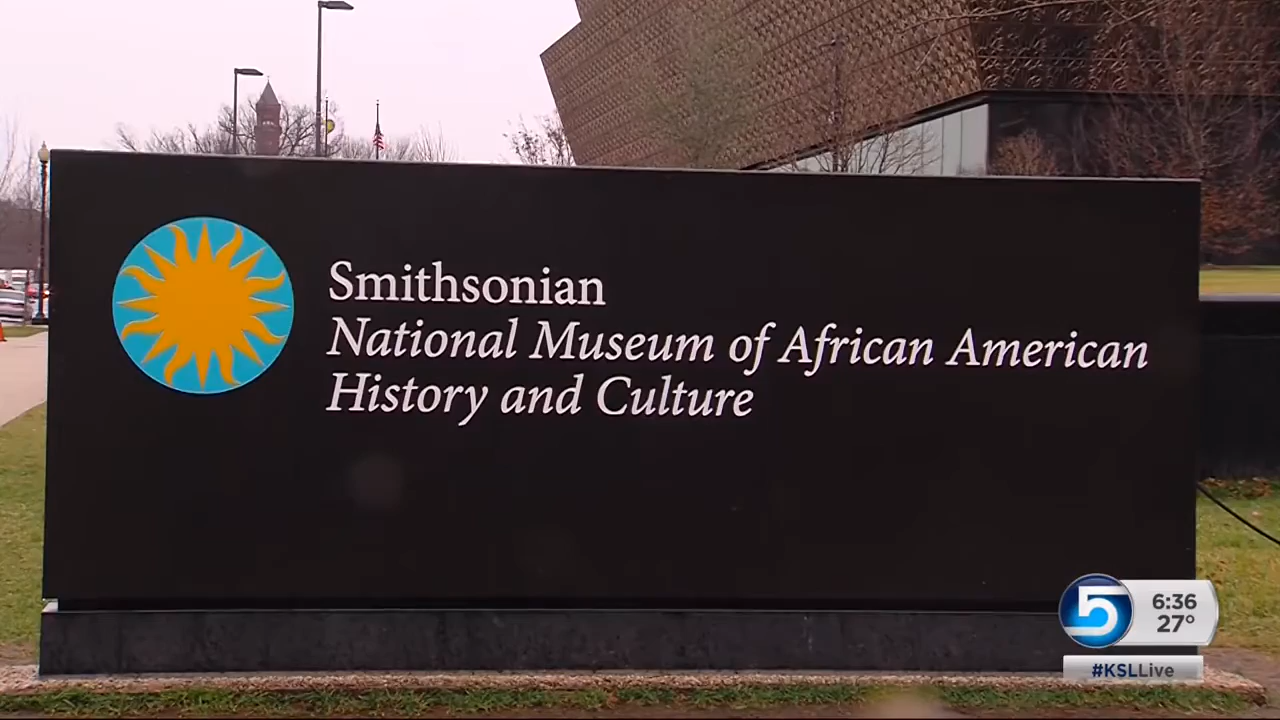 Smithsonian
National Museum of African American
History and Culture
5
6:36
27°
#KSLLive